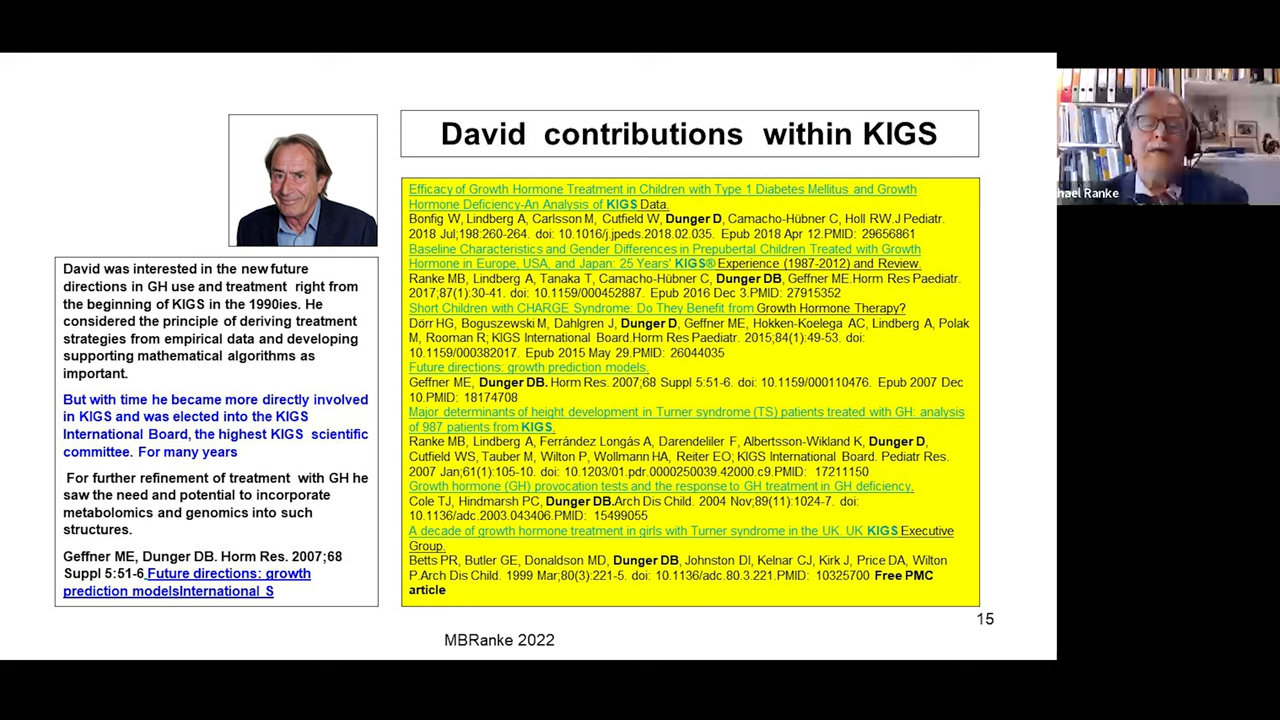 David contributions within KIGS
David was interested in the new future
directions in GH use and treatment right from
the beginning of KIGS in the 1990ies. He
considered the principle of deriving treatment
strategies from empirical data and developing
supporting mathematical algorithms as
important.
But with time he became more directly involved
in KIGS and was elected into the KIGS
International Board, the highest KIGS scientific
committee. For many years
For further refinement of treatment with GH he
saw the need and potential to incorporate
metabolomics and genomics into such
structures.
Geffner ME, Dunger DB. Horm Res. 2007;68
Suppl 5:51-6 Future directions: growth
prediction modelsInternational S
Efficacy of Growth Hormone Treatment in Children with Type 1 Diabetes Mellitus and Growth
Hormone Deficiency-An Analysis of KIGS Data.
Bonfig W, Lindberg A, Carlsson M, Cutfield W, Dunger D, Camacho-Hübner C, Holl RW.J Pediatr.
2018 Jul;198:260-264. doi: 10.1016/j.jpeds.2018.02.035. Epub 2018 Apr 12.PMID: 29656861
Baseline Characteristics and Gender Differences in Prepubertal Children Treated with Growth
Hormone in Europe, USA, and Japan: 25 Years' KIGS® Experience (1987-2012) and Review.
Ranke MB, Lindberg A, Tanaka T, Camacho-Hübner C, Dunger DB, Geffner ME.Horm Res Paediatr.
2017;87(1):30-41. doi: 10.1159/000452887. Epub 2016 Dec 3.PMID: 27915352
Short Children with CHARGE Syndrome: Do They Benefit from Growth Hormone Therapy?
Dörr HG, Boguszewski M, Dahlgren J, Dunger D, Geffner ME, Hokken-Koelega AC, Lindberg A, Polak
M, Rooman R; KIGS International Board.Horm Res Paediatr. 2015;84(1):49-53. doi:
10.1159/000382017. Epub 2015 May 29.PMID: 26044035
Future directions: growth prediction models.
Geffner ME, Dunger DB. Horm Res. 2007;68 Suppl 5:51-6. doi: 10.1159/000110476. Epub 2007 Dec
10.PMID: 18174708
Major determinants of height development in Turner syndrome (TS) patients treated with GH: analysis
of 987 patients from KIGS.
Ranke MB, Lindberg A, Ferrández Longás A, Darendeliler F, Albertsson-Wikland K, Dunger D,
Cutfield WS, Tauber M, Wilton P, Wollmann HA, Reiter EO; KIGS International Board. Pediatr Res.
2007 Jan;61(1):105-10. doi: 10.1203/01.pdr.0000250039.42000.c9.PMID: 17211150
Growth hormone (GH) provocation tests and the response to GH treatment in GH deficiency.
Cole TJ, Hindmarsh PC, Dunger DB.Arch Dis Child. 2004 Nov;89(11):1024-7. doi:
10.1136/adc.2003.043406.PMID: 15499055
A decade of growth hormone treatment in girls with Turner syndrome in the UK. UK KIGS Executive
Group.
Betts PR, Butler GE, Donaldson MD, Dunger DB, Johnston DI, Kelnar CJ, Kirk J, Price DA, Wilton
P.Arch Dis Child. 1999 Mar;80(3):221-5. doi: 10.1136/adc.80.3.221.PMID: 10325700 Free PMC
article
15
MBRanke 2022
hael Ranke